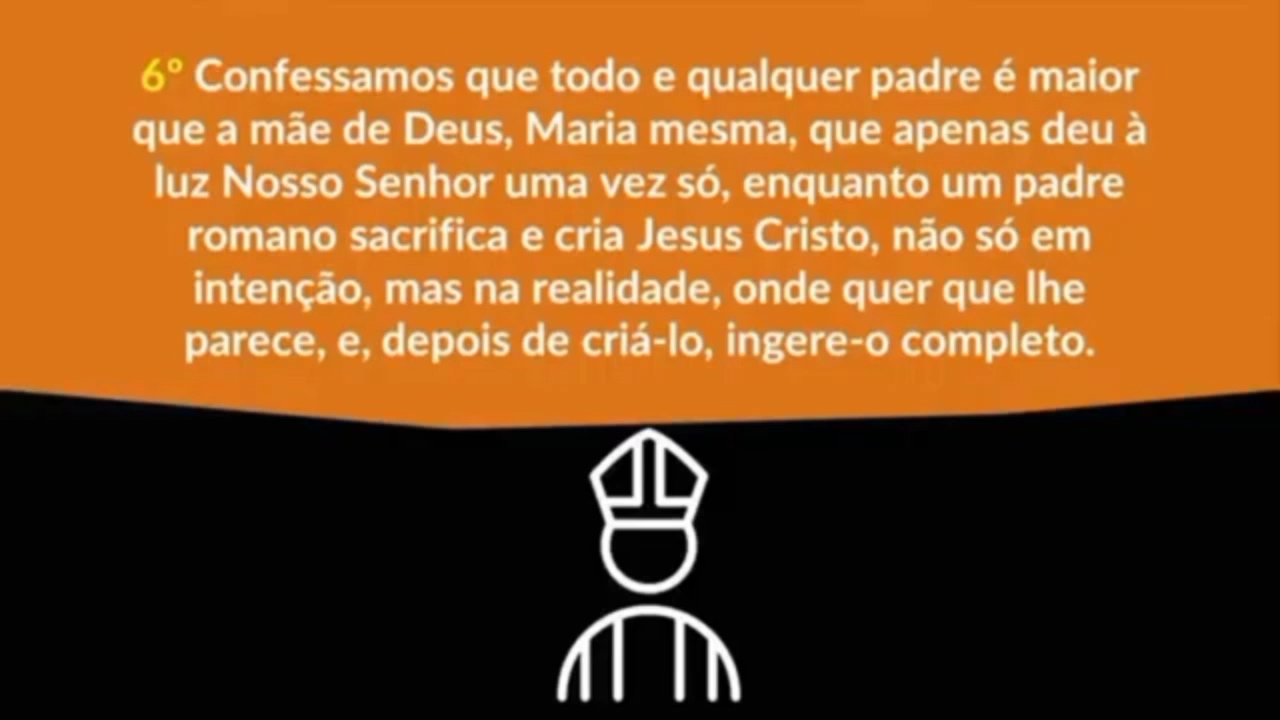 6º Confessamos que todo e qualquer padre é maior
que a mãe de Deus, Maria mesma, que apenas deu à
luz Nosso Senhor uma vez só, enquanto um padre
romano sacrifica e cria Jesus Cristo, não só em
intenção, mas na realidade, onde quer que lhe
parece, e, depois de criá-lo, ingere-o completo.